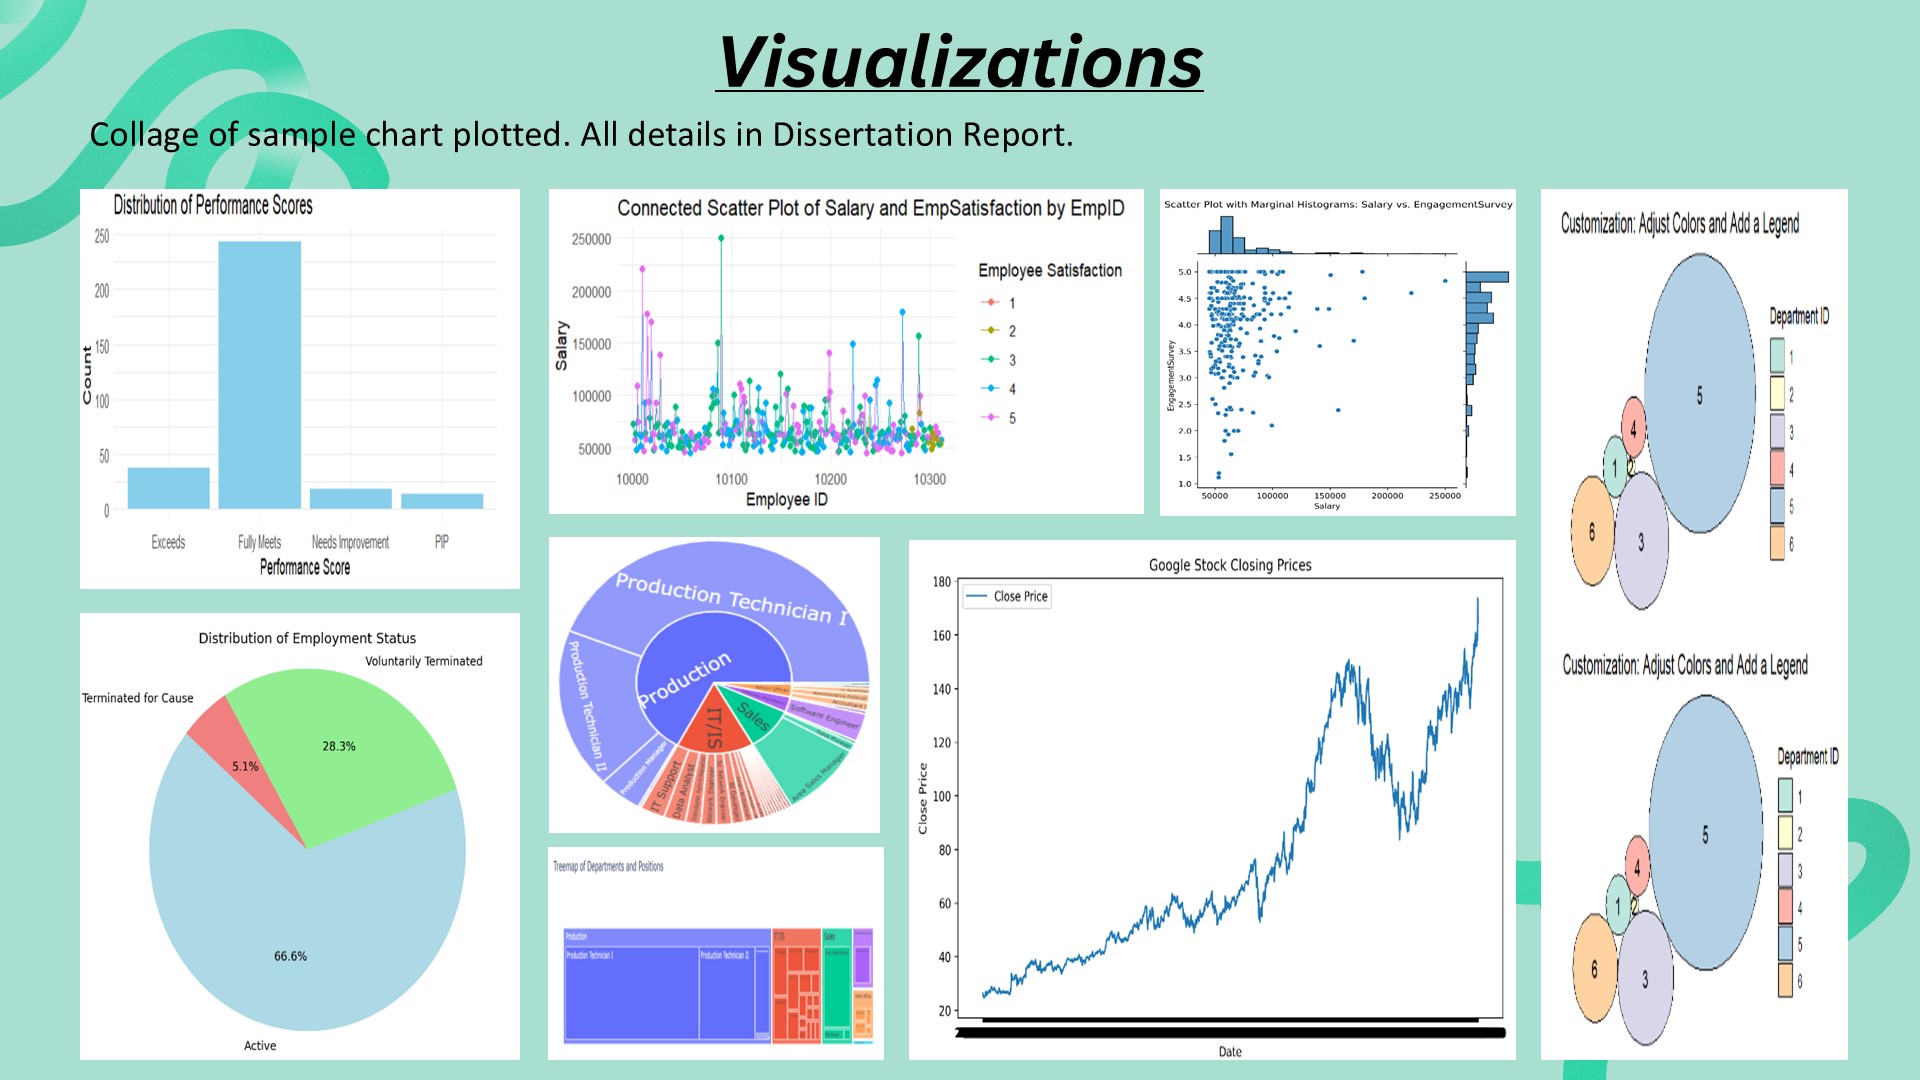 Visualizations
Collage of sample chart plotted. All details in Dissertation Report.
Distribution of Performance Scores
Count
250
200
150
100
50
0
Exceeds Fully Meets Needs Improvement PIP
Performance Score
Connected Scatter Plot of Salary and EmpSatisfaction by EmpID
Salary
250000
200000
150000
100000
50000
10000 10100 10200 10300
Employee ID
Employee Satisfaction
1
2
3
4
5
Scatter Plot with Marginal Histograms: Salary vs. EngagementSurvey
EngagementSurvey
5.0
4.5
4.0
3.5
3.0
2.5
2.0
1.5
1.0
50000 100000 150000 200000 250000
Salary
Customization: Adjust Colors and Add a Legend
5
4
1
2
6
3
Department ID
1
2
3
4
5
6
Distribution of Employment Status
Voluntarily Terminated
Terminated for Cause
28.3%
5.1%
66.6%
Active
Production Technician I
Production
Production Technician II
Production Manager
IT/IS
Sales
Software Engineer
IT Support
Data Analyst
Area Sales Manager
Treemap of Departments and Positions
Production
Production Technician I
Production Technician II
IT/IS
Sales
Google Stock Closing Prices
Close Price
Close Price
180
160
140
120
100
80
60
40
20
Date
Customization: Adjust Colors and Add a Legend
5
4
1
2
6
3
Department ID
1
2
3
4
5
6